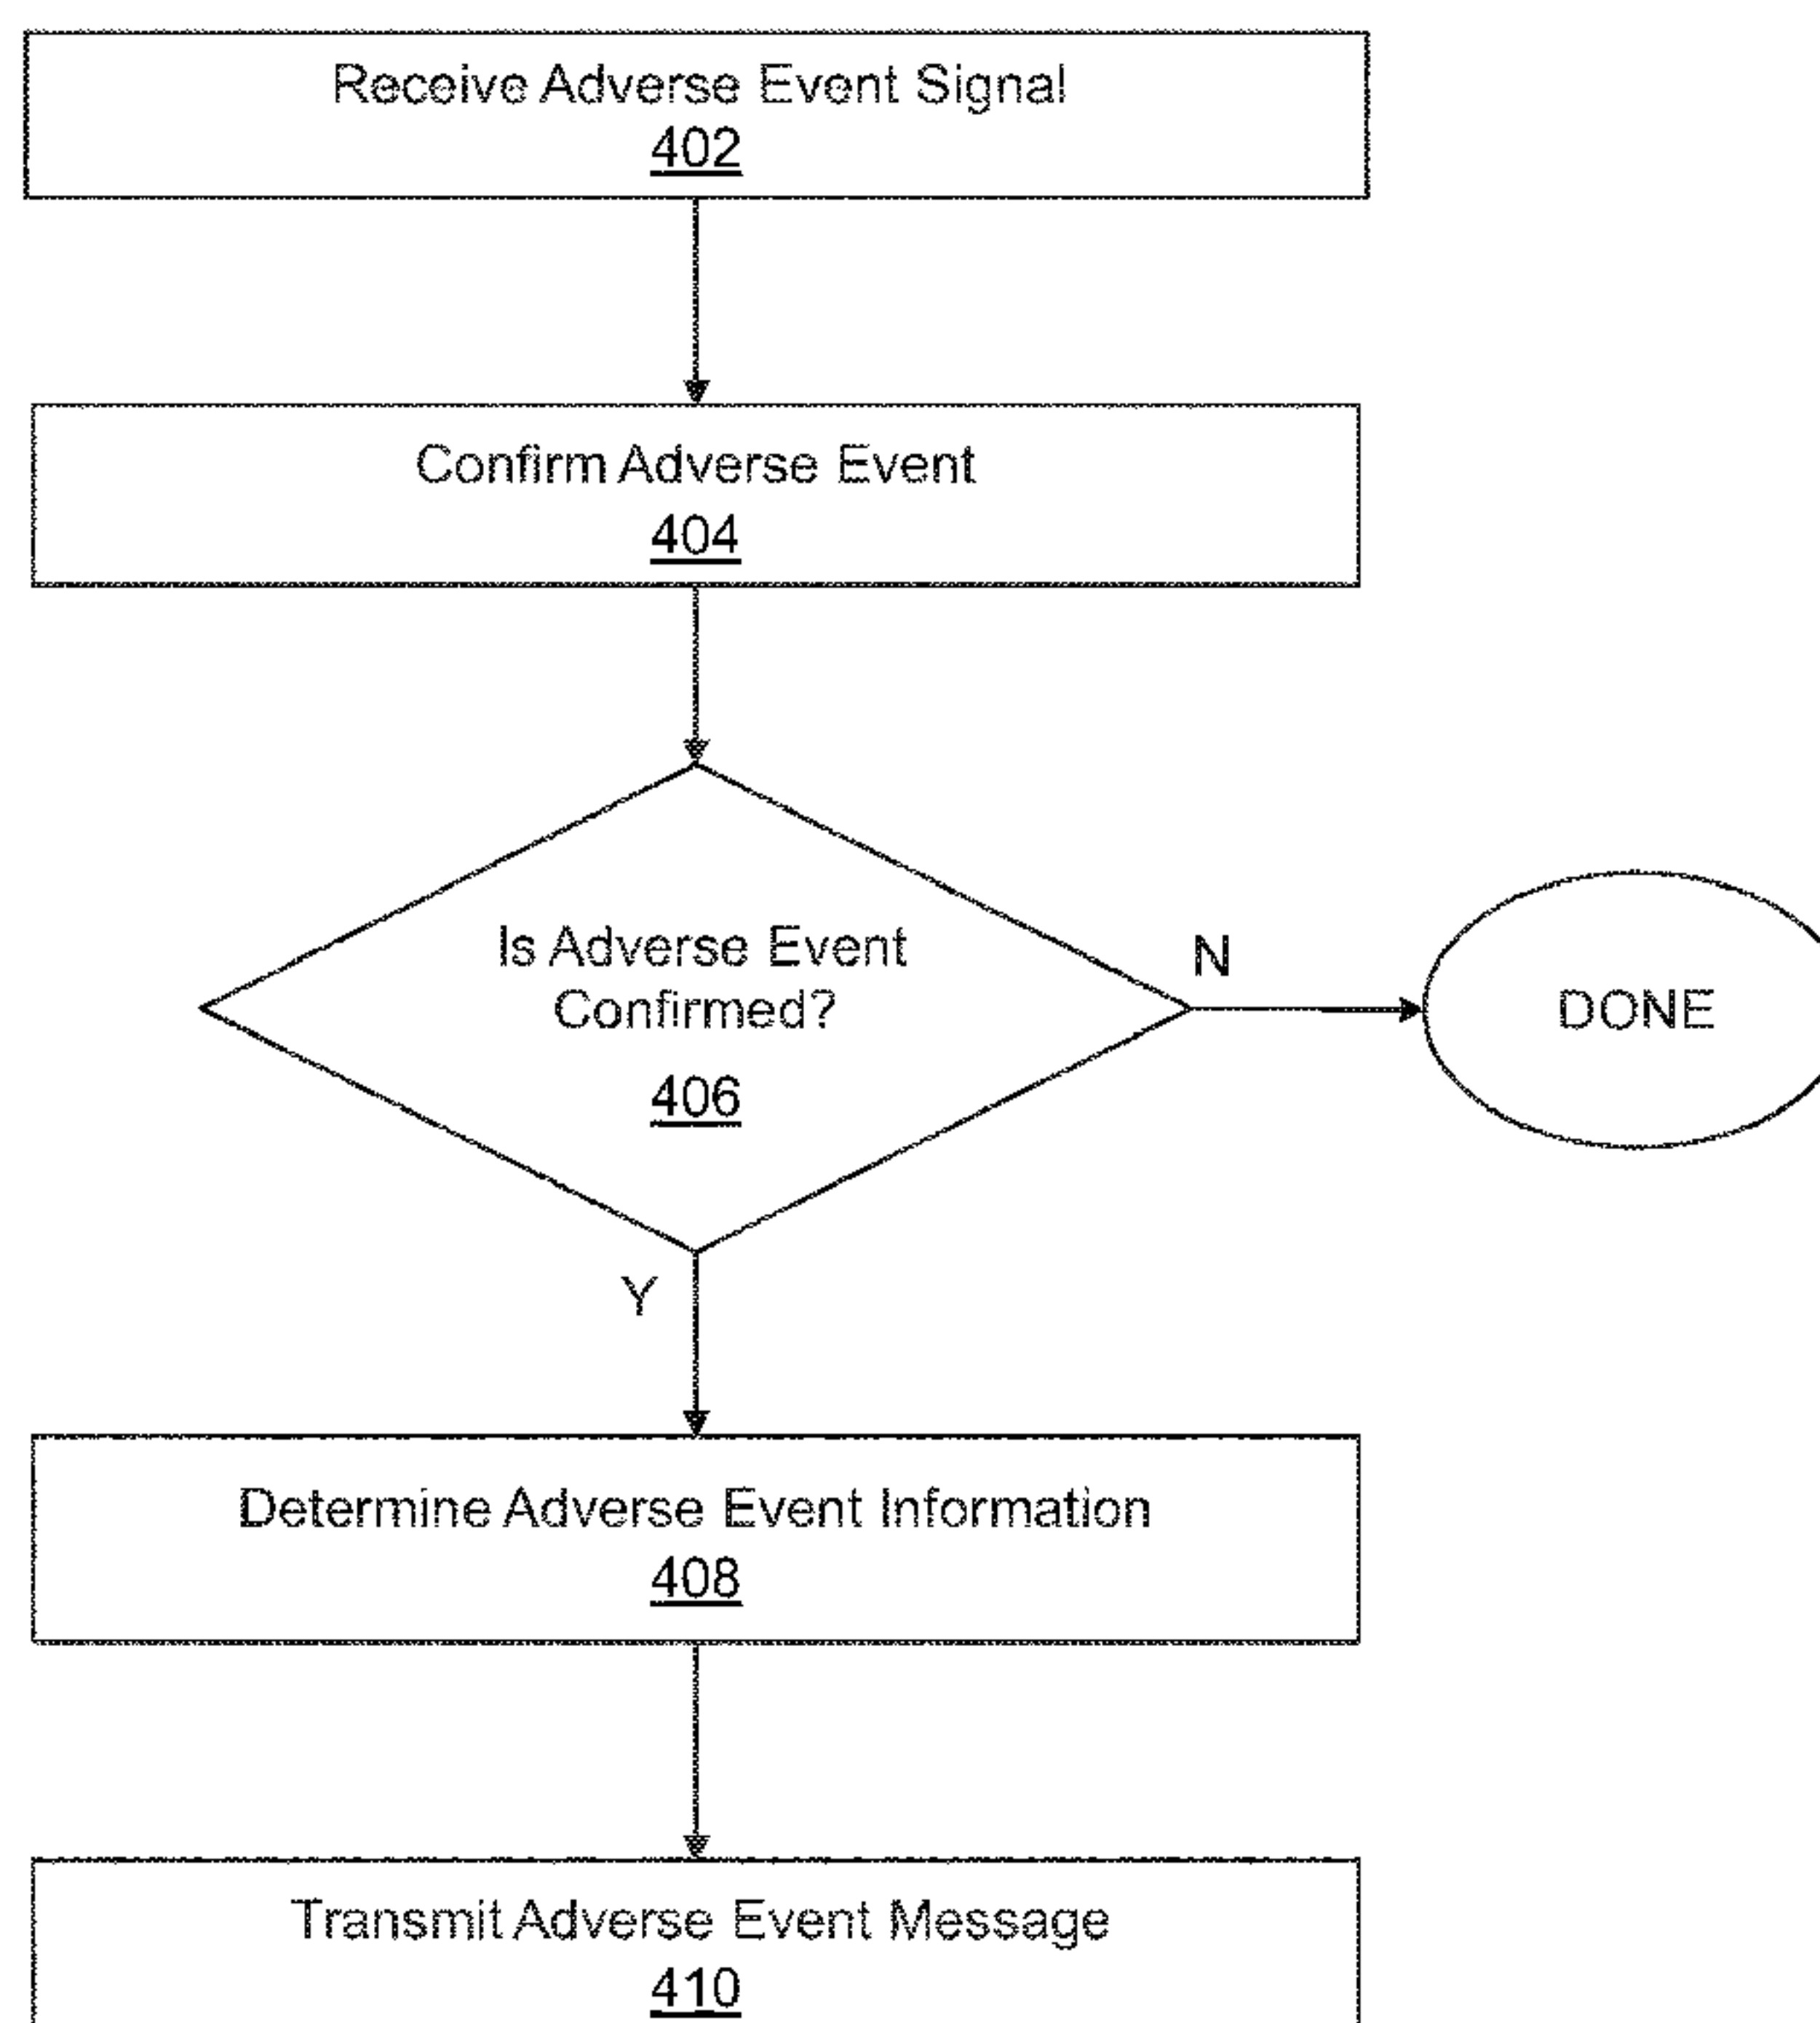 Receive Adverse Event Signal
402
Confirm Adverse Event
404
Is Adverse Event
Confirmed?
406
N
DONE
Y
Determine Adverse Event Information
408
Transmit Adverse Event Message
410